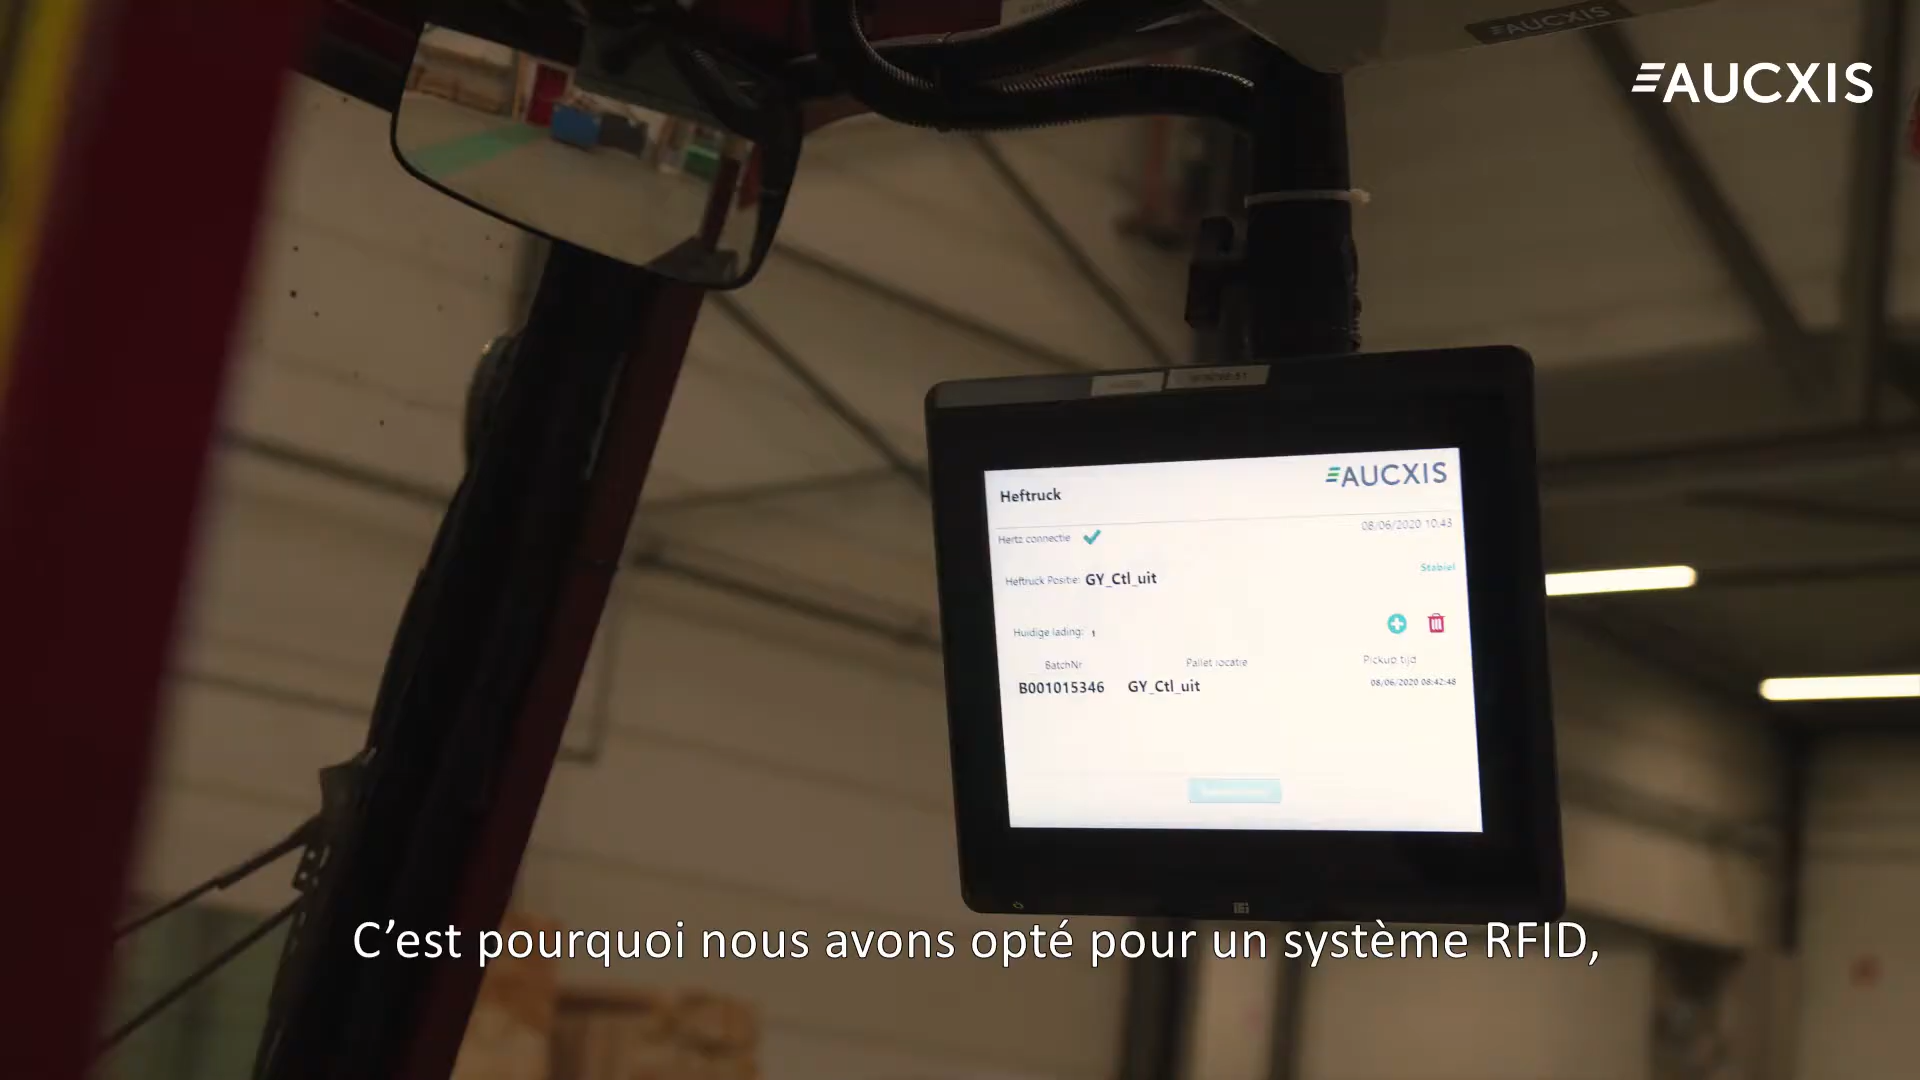 AUCXIS
AUCXIS
AUCXIS
Heftruck
08/06/2020 10:43
Hertz connectie
Stabiel
Heftruck Positie: GY_Ctl_uit
Huidige lading: 1
BatchNr Pallet locatie Pickup tijd
B001015346 GY_Ctl_uit 08/06/2020 08:42:48
C’est pourquoi nous avons opté pour un système RFID,